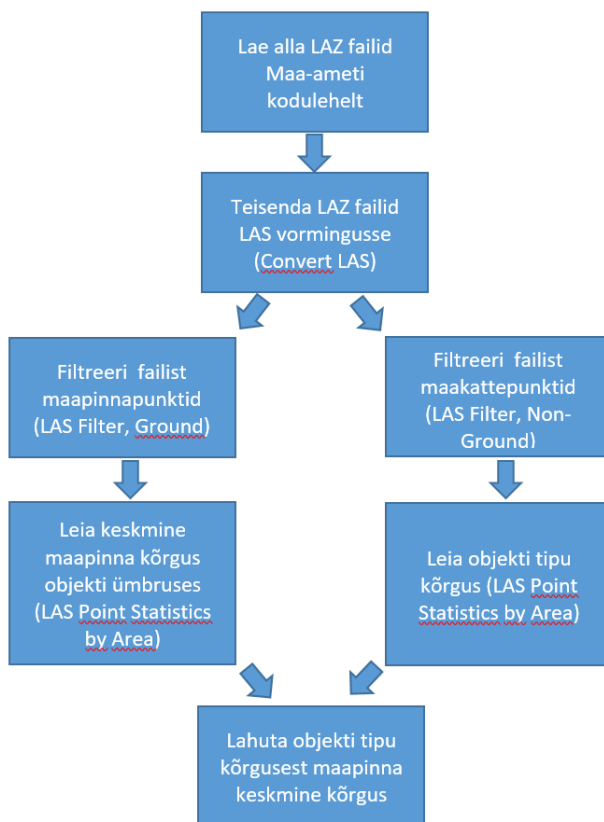 Lae alla LAZ failid
Maa-ameti
kodulehelt
Teisenda LAZ failid
LAS vormingusse
(Convert LAS)
Filtreeri failist
maapinnapunktid
(LAS Filter, Ground)
Filtreeri failist
maakattepunktid
(LAS Filter, Non-
Ground)
Leia keskmine
maapinna kõrgus
objekti ümbruses
(LAS Point Statistics
by Area)
Leia objekti tipu
kõrgus (LAS Point
Statistics by Area)
Lahuta objekti tipu
kõrgusest maapinna
keskmine kõrgus